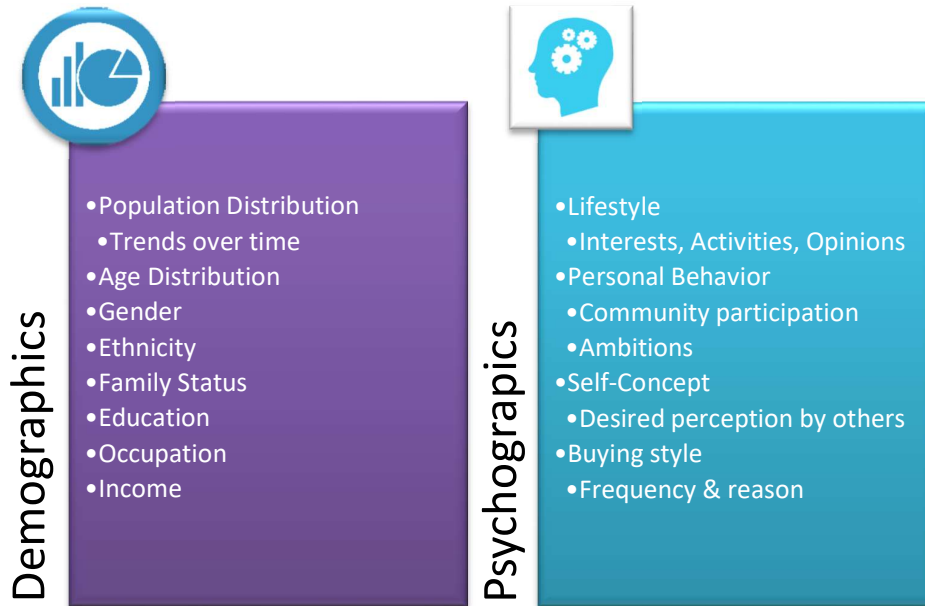 Demographics
•Population Distribution
•Trends over time
•Age Distribution
•Gender
•Ethnicity
•Family Status
•Education
•Occupation
•Income
Psychograpics
•Lifestyle
•Interests, Activities, Opinions
•Personal Behavior
•Community participation
•Ambitions
•Self-Concept
•Desired perception by others
•Buying style
•Frequency & reason